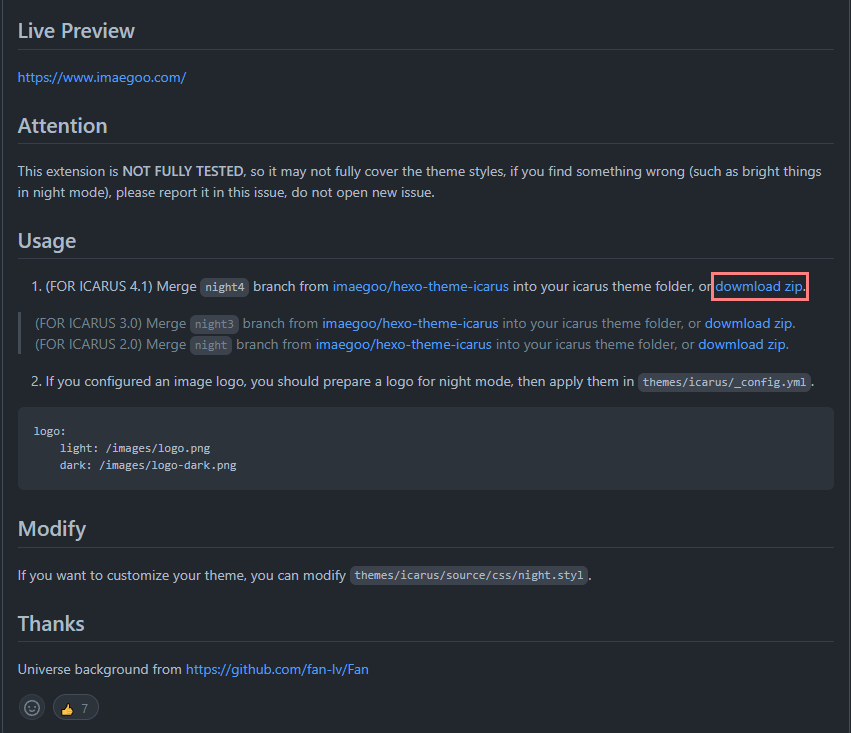 Live Preview
https://www.imaegoo.com/
Attention
This extension is NOT FULLY TESTED, so it may not fully cover the theme styles, if you find something wrong (such as bright things
in night mode), please report it in this issue, do not open new issue.
Usage
1. (FOR ICARUS 4.1) Merge night4 branch from imaegoo/hexo-theme-icarus into your icarus theme folder, or download zip.
(FOR ICARUS 3.0) Merge night3 branch from imaegoo/hexo-theme-icarus into your icarus theme folder, or download zip.
(FOR ICARUS 2.0) Merge night branch from imaegoo/hexo-theme-icarus into your icarus theme folder, or download zip.
2. If you configured an image logo, you should prepare a logo for night mode, then apply them in themes/icarus/_config.yml.
logo:
    light: /images/logo.png
    dark: /images/logo-dark.png
Modify
If you want to customize your theme, you can modify themes/icarus/source/css/night.styl.
Thanks
Universe background from https://github.com/fan-lv/Fan
7